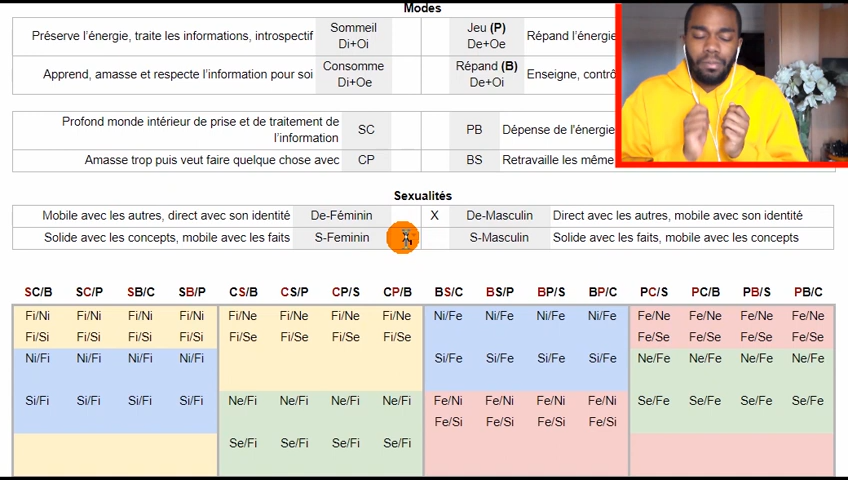 Modes
Préserve l'énergie, traite les informations, introspectif Sommeil Di+Oi Jeu (P) De+Oe Répand l'énergie
Apprend, amasse et respecte l'information pour soi Consomme Di+Oe Répand (B) De+Oi Enseigne, contrô
Profond monde intérieur de prise et de traitement de l'information SC PB Dépense de l'énergie
Amasse trop puis veut faire quelque chose avec CP BS Retravaille les même
Sexualités
Mobile avec les autres, direct avec son identité De-Féminin X De-Masculin Direct avec les autres, mobile avec son identité
Solide avec les concepts, mobile avec les faits S-Feminin S-Masculin Solide avec les faits, mobile avec les concepts
SC/B SC/P SB/C SB/P CS/B CS/P CP/S CP/B BS/C BS/P BP/S BP/C PC/S PC/B PB/S PB/C
Fi/Ni Fi/Ni Fi/Ni Fi/Ni Fi/Ne Fi/Ne Fi/Ne Fi/Ne Ni/Fe Ni/Fe Ni/Fe Ni/Fe Fe/Ne Fe/Ne Fe/Ne Fe/Ne
Fi/Si Fi/Si Fi/Si Fi/Si Fi/Se Fi/Se Fi/Se Fi/Se Fe/Se Fe/Se Fe/Se Fe/Se
Ni/Fi Ni/Fi Ni/Fi Ni/Fi Si/Fe Si/Fe Si/Fe Si/Fe Ne/Fe Ne/Fe Ne/Fe Ne/Fe
Si/Fi Si/Fi Si/Fi Si/Fi Ne/Fi Ne/Fi Ne/Fi Ne/Fi Fe/Ni Fe/Ni Fe/Ni Fe/Ni Se/Fe Se/Fe Se/Fe Se/Fe
Fe/Si Fe/Si Fe/Si Fe/Si
Se/Fi Se/Fi Se/Fi Se/Fi